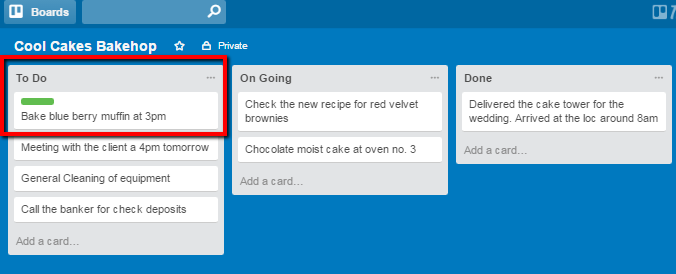 Boards
Cool Cakes Bakehop
Private
To Do
Bake blue berry muffin at 3pm
Meeting with the client a 4pm tomorrow
General Cleaning of equipment
Call the banker for check deposits
Add a card...
On Going
Check the new recipe for red velvet
brownies
Chocolate moist cake at oven no. 3
Add a card...
Done
Delivered the cake tower for the
wedding. Arrived at the loc around 8am
Add a card...